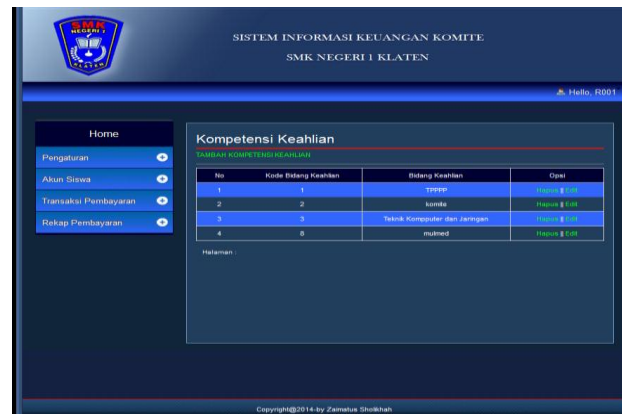 SMK
NEGERI 1
KLATEN
SISTEM INFORMASI KEUANGAN KOMITE
SMK NEGERI 1 KLATEN
Hello, R001
Home
Pengaturan
Akun Siswa
Transaksi Pembayaran
Rekap Pembayaran
Kompetensi Keahlian
TAMBAH KOMPETENSI KEAHLIAN
No Kode Bidang Keahlian Bidang Keahlian Opsi
1 1 TPPPP Hapus || Edit
2 2 komita Hapus || Edit
3 3 Teknik Kompputer dan Jaringan Hapus || Edit
4 8 mulmed Hapus || Edit
Halaman :
Copyright@2014-by Zaimatus Sholikhah